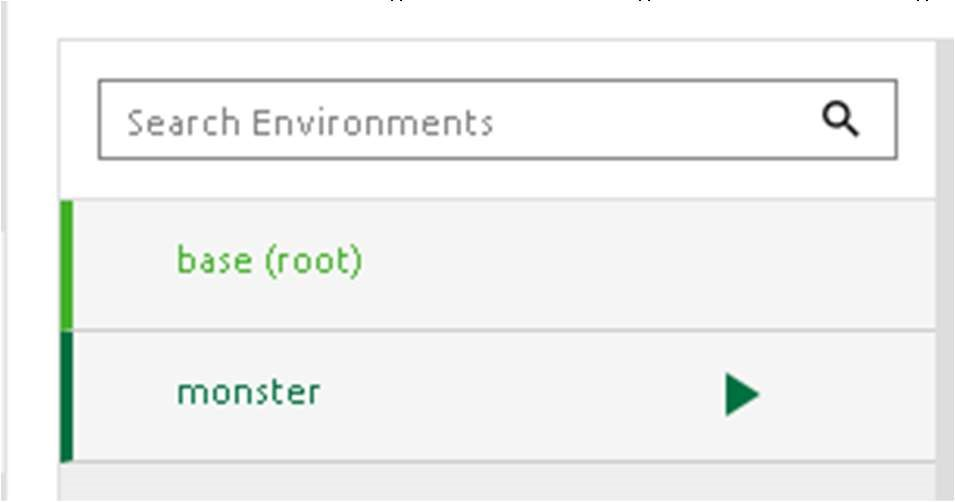 Search Environments
base (root)
monster